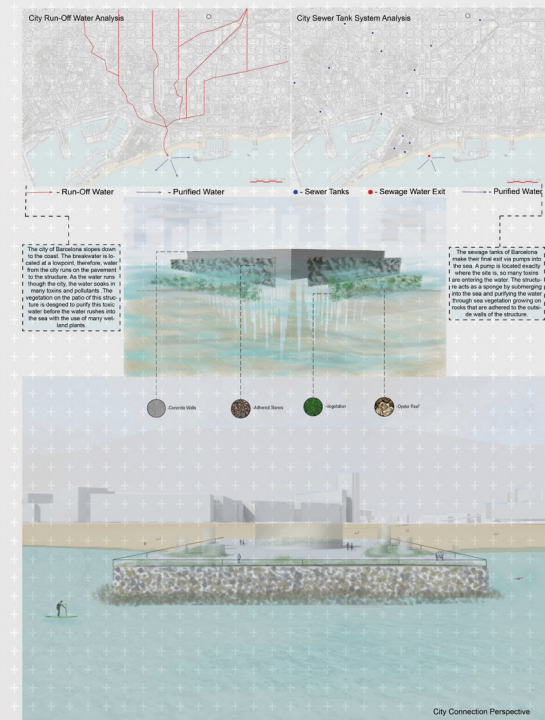 City Run-Off Water Analysis
City Sewer Tank System Analysis
- Run-Off Water
- Purified Water
- Sewer Tanks
- Sewage Water Exit
- Purified Water
The city of Barcelona slopes down
to the coast. The breakwater is lo-
cated at a lowpoint, therefore, water
from the city runs on the pavement
to the structure. As the water runs
though the city, the water soaks in
many toxins and pollutants .The
vegetation on the patio of this struc-
ture is designed to purify this toxic
water before the water rushes into
the sea with the use of many wet-
land plants.
The sewage tanks of Barcelona
make their final exit via pumps into
the sea. A pump is located exactly
where the site is, so many toxins
are entering the water. The structu-
re acts as a sponge by submerging
into the sea and purifying the water
through sea vegetation growing on
rooks that are adhered to the outsi-
de walls of the structure.
-Concrete Walls
-Adhered Stones
-Vegetation
-Oyster Reef
City Connection Perspective